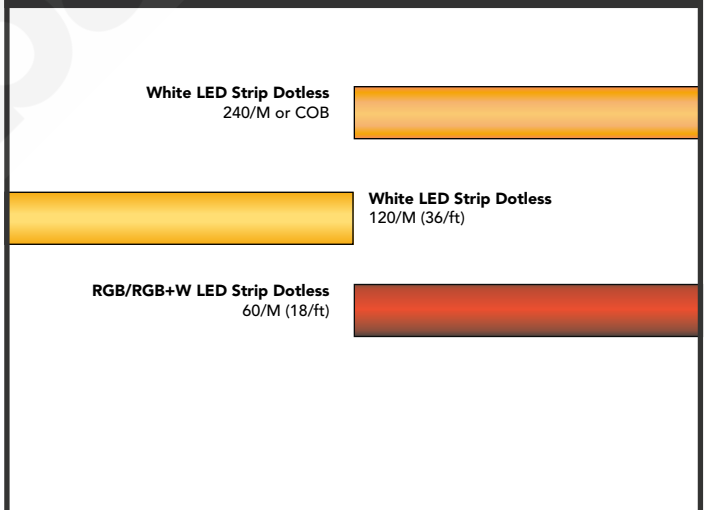 White LED Strip Dotless
240/M or COB
White LED Strip Dotless
120/M (36/ft)
RGB/RGB+W LED Strip Dotless
60/M (18/ft)